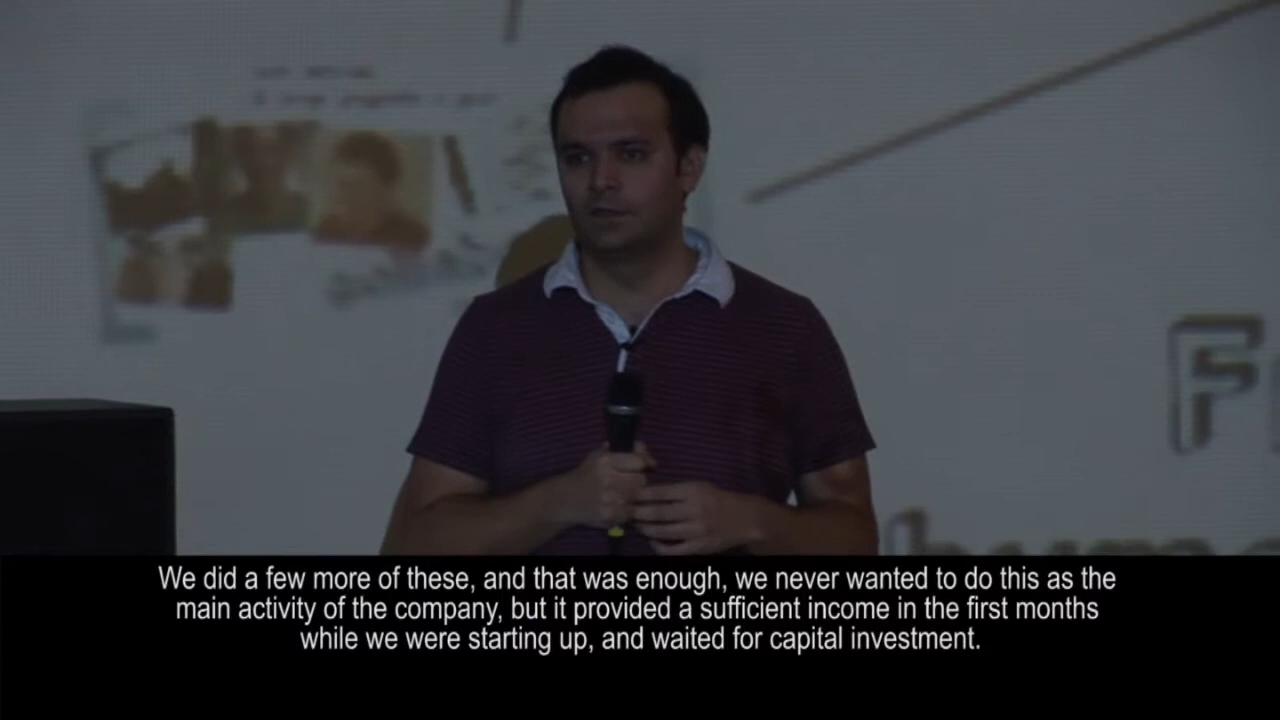 We did a few more of these, and that was enough, we never wanted to do this as the
main activity of the company, but it provided a sufficient income in the first months
while we were starting up, and waited for capital investment.